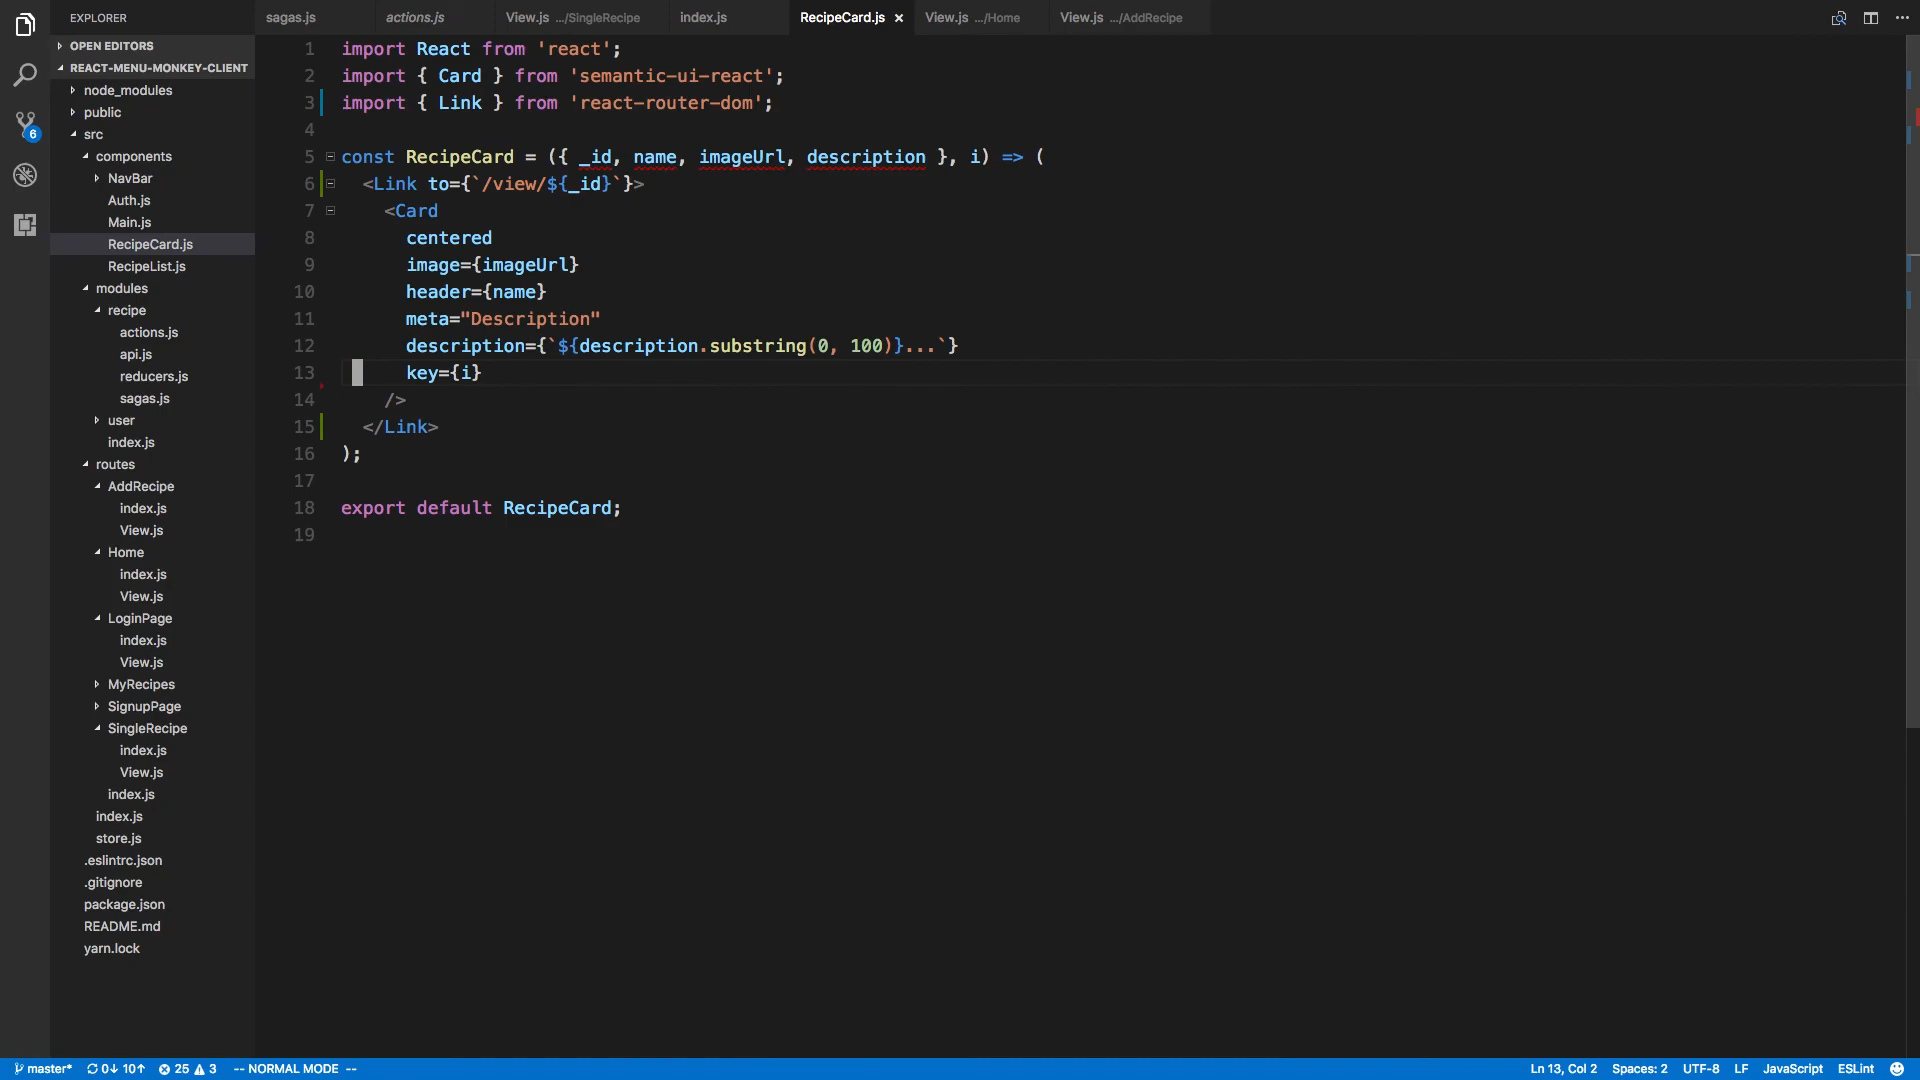 EXPLORER
OPEN EDITORS
REACT-MENU-MONKEY-CLIENT
node_modules
public
src
components
NavBar
Auth.js
Main.js
RecipeCard.js
RecipeList.js
modules
recipe
actions.js
api.js
reducers.js
sagas.js
user
index.js
routes
AddRecipe
index.js
View.js
Home
index.js
View.js
LoginPage
index.js
View.js
MyRecipes
SignupPage
SingleRecipe
index.js
View.js
index.js
index.js
store.js
.eslintrc.json
.gitignore
package.json
README.md
yarn.lock
6
sagas.js actions.js View.js .../SingleRecipe index.js RecipeCard.js × View.js .../Home View.js .../AddRecipe
1 import React from 'react';
2 import { Card } from 'semantic-ui-react';
3 import { Link } from 'react-router-dom';
4
5 const RecipeCard = ({ _id, name, imageUrl, description }, i) => (
6 <Link to={`/view/${_id}`}>
7 <Card
8 centered
9 image={imageUrl}
10 header={name}
11 meta="Description"
12 description={`${description.substring(0, 100)}...`}
13 key={i}
14 />
15 </Link>
16 );
17
18 export default RecipeCard;
19
master* 0↓ 10↑ 25 3 -- NORMAL MODE -- Ln 13, Col 2 Spaces: 2 UTF-8 LF JavaScript ESLint